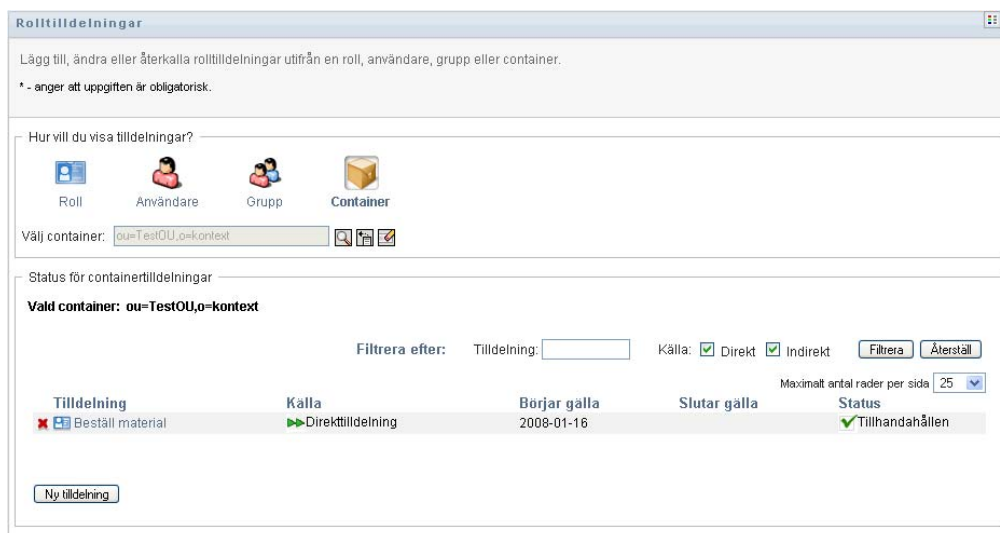 Rolltilldelningar
Lägg till, ändra eller återkalla rolltilldelningar utifrån en roll, användare, grupp eller container.
* - anger att uppgiften är obligatorisk.
Hur vill du visa tilldelningar?
Roll Användare Grupp Container
Välj container: ou=TestOU,o=kontext
Status för containertilldelningar
Vald container: ou=TestOU,o=kontext
Filtrera efter: Tilldelning: Källa: Direkt Indirekt Filtrera Återställ
Maximalt antal rader per sida 25
Tilldelning Källa Börjar gälla Slutar gälla Status
Beställ material Direkttilldelning 2008-01-16 Tillhandahållen
Ny tilldelning